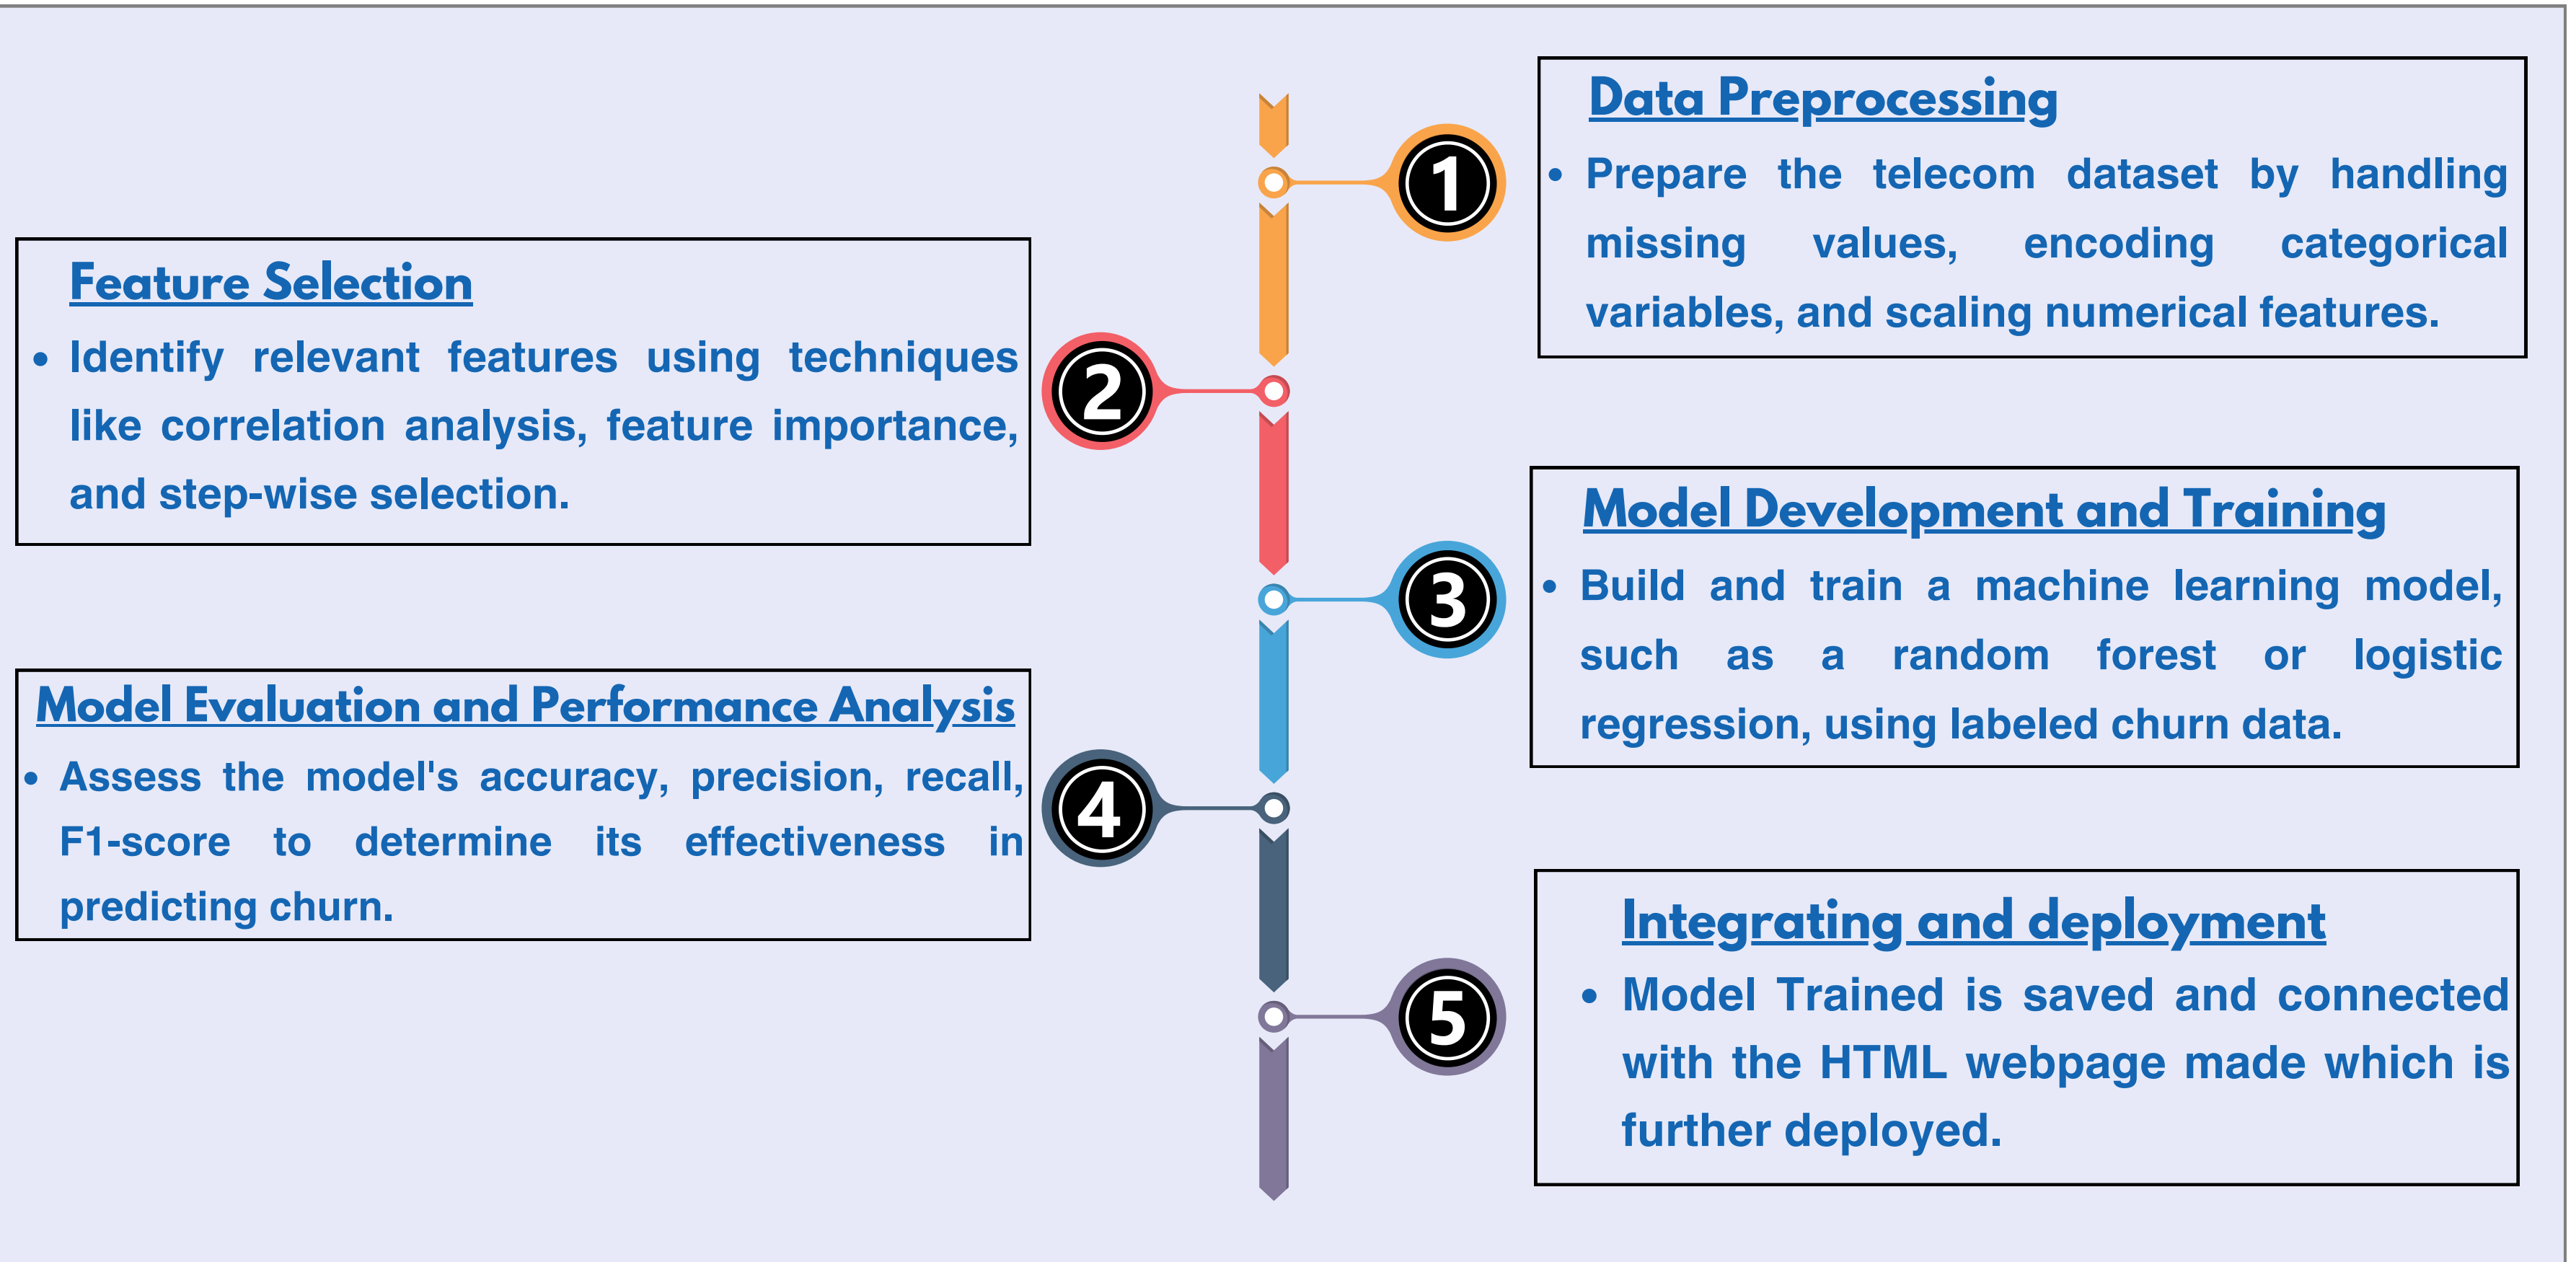 1
Data Preprocessing
• Prepare the telecom dataset by handling
missing values, encoding categorical
variables, and scaling numerical features.
Feature Selection
• Identify relevant features using techniques
like correlation analysis, feature importance,
and step-wise selection.
2
3
Model Development and Training
• Build and train a machine learning model,
such as a random forest or logistic
regression, using labeled churn data.
Model Evaluation and Performance Analysis
• Assess the model's accuracy, precision, recall,
F1-score to determine its effectiveness in
predicting churn.
4
5
Integrating and deployment
• Model Trained is saved and connected
with the HTML webpage made which is
further deployed.